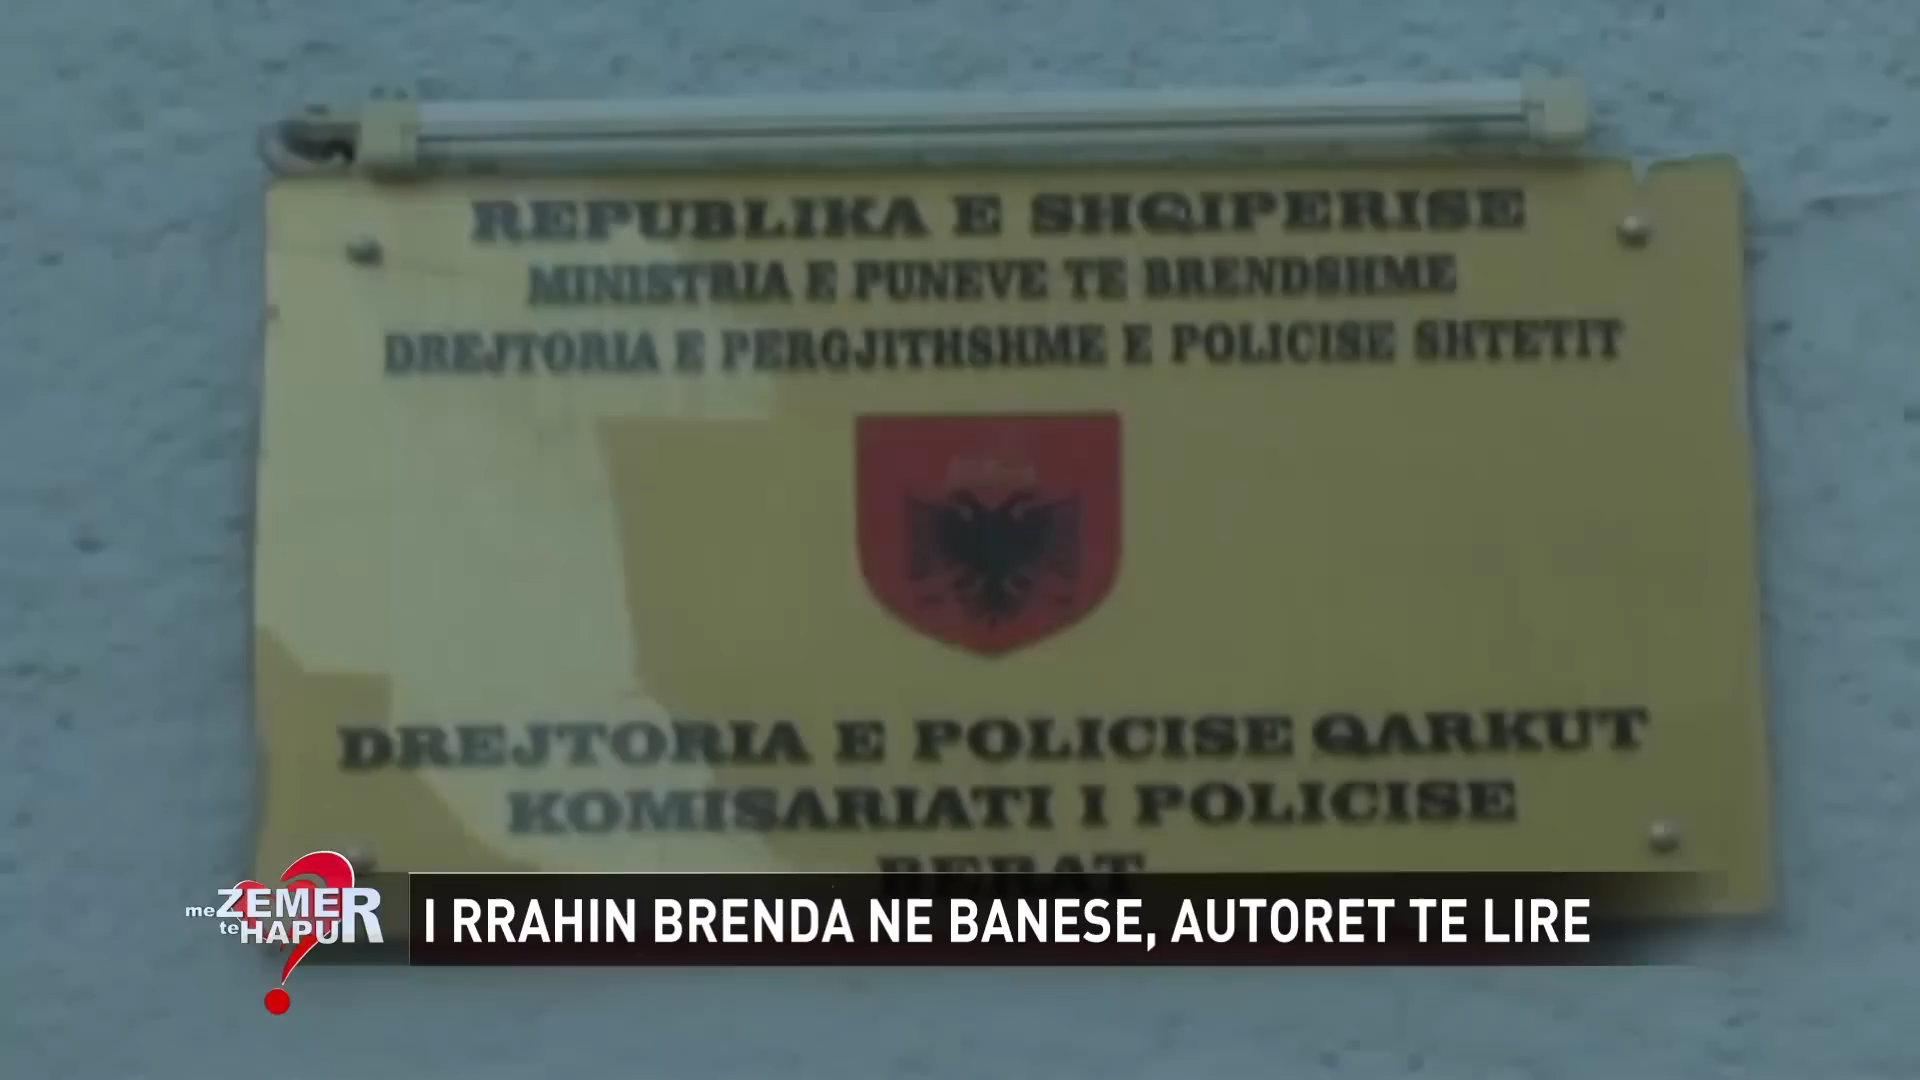 REPUBLIKA E SHQIPERISE
MINISTRIA E PUNEVE TE BRENDSHME
DREJTORIA E PERGJITHSHME E POLICISE SHTETIT
DREJTORIA E POLICISE QARKUT
KOMISARIATI I POLICISE
BERAT
me ZEMER
te HAPUR
I RRAHIN BRENDA NE BANESE, AUTORET TE LIRE